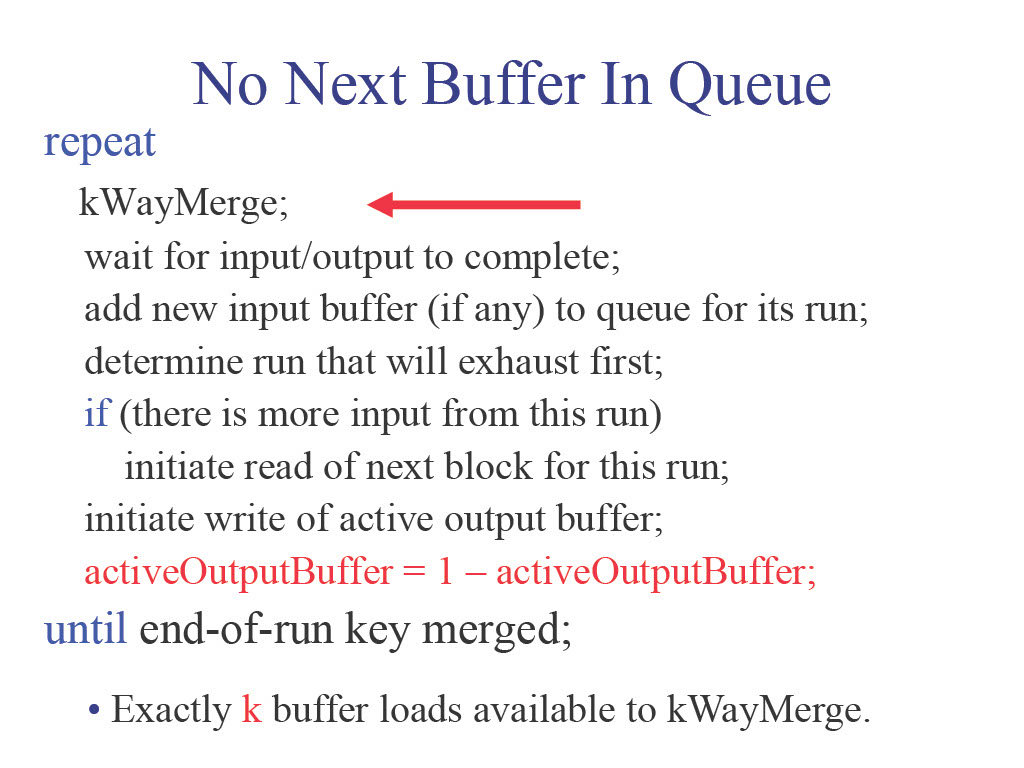 No Next Buffer In Queue
repeat
kWayMerge;
wait for input/output to complete;
add new input buffer (if any) to queue for its run;
determine run that will exhaust first;
if (there is more input from this run)
initiate read of next block for this run;
initiate write of active output buffer;
activeOutputBuffer = 1 – activeOutputBuffer;
until end-of-run key merged;
• Exactly k buffer loads available to kWayMerge.